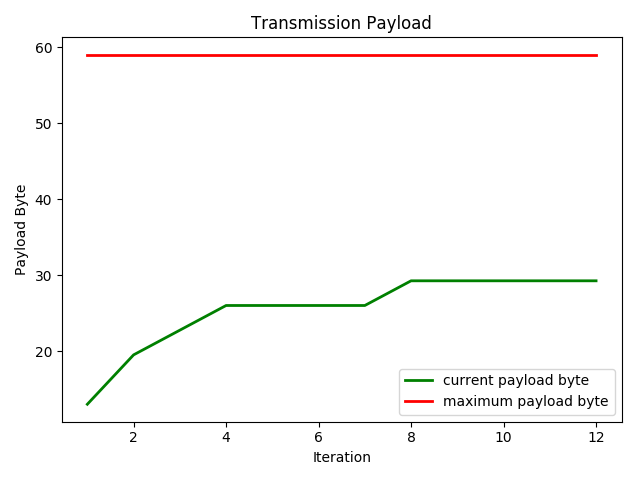 Transmission Payload
60
50
40
30
20
Payload Byte
current payload byte
maximum payload byte
2 4 6 8 10 12
Iteration